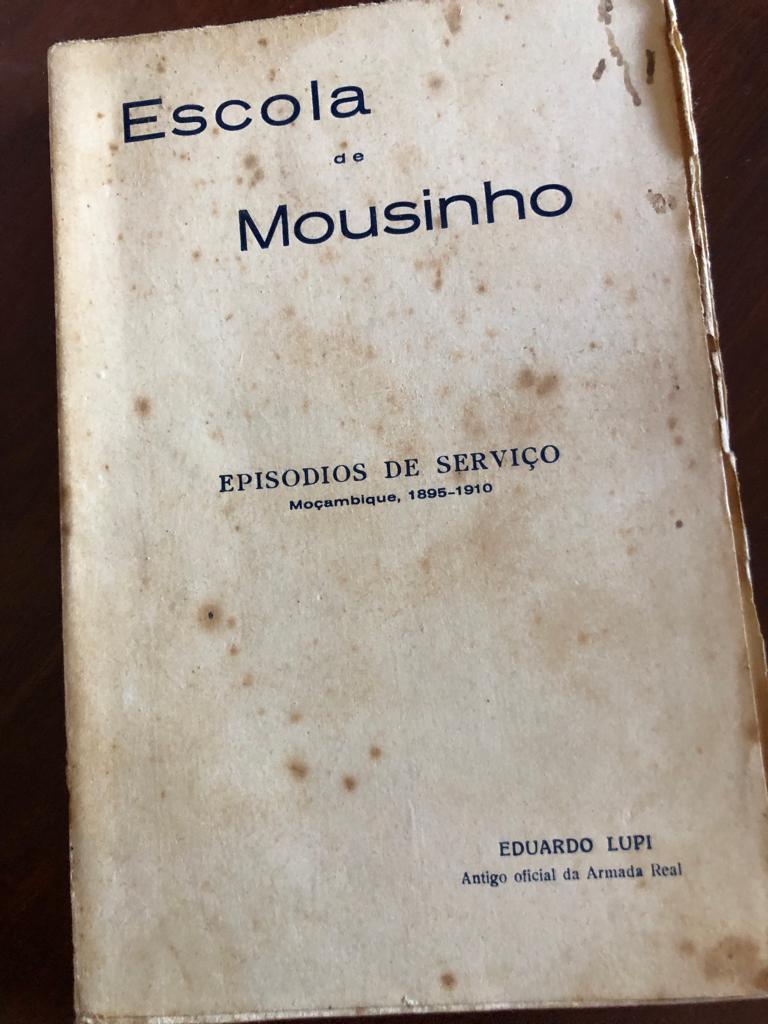 Escola
de
Mousinho
EPISODIOS DE SERVIÇO
Moçambique, 1895-1910
EDUARDO LUPI
Antigo oficial da Armada Real